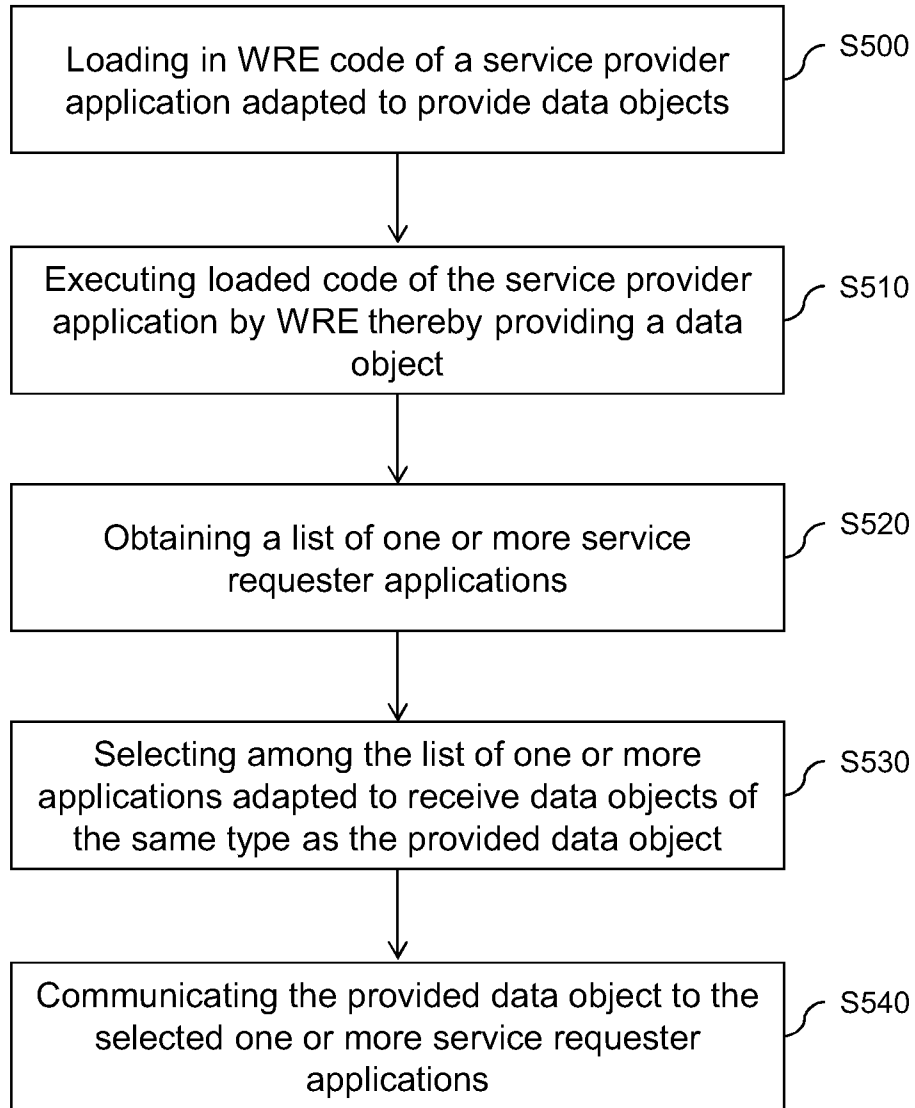 Loading in WRE code of a service provider
application adapted to provide data objects
S500
Executing loaded code of the service provider
application by WRE thereby providing a data
object
S510
Obtaining a list of one or more service
requester applications
S520
Selecting among the list of one or more
applications adapted to receive data objects of
the same type as the provided data object
S530
Communicating the provided data object to the
selected one or more service requester
applications
S540